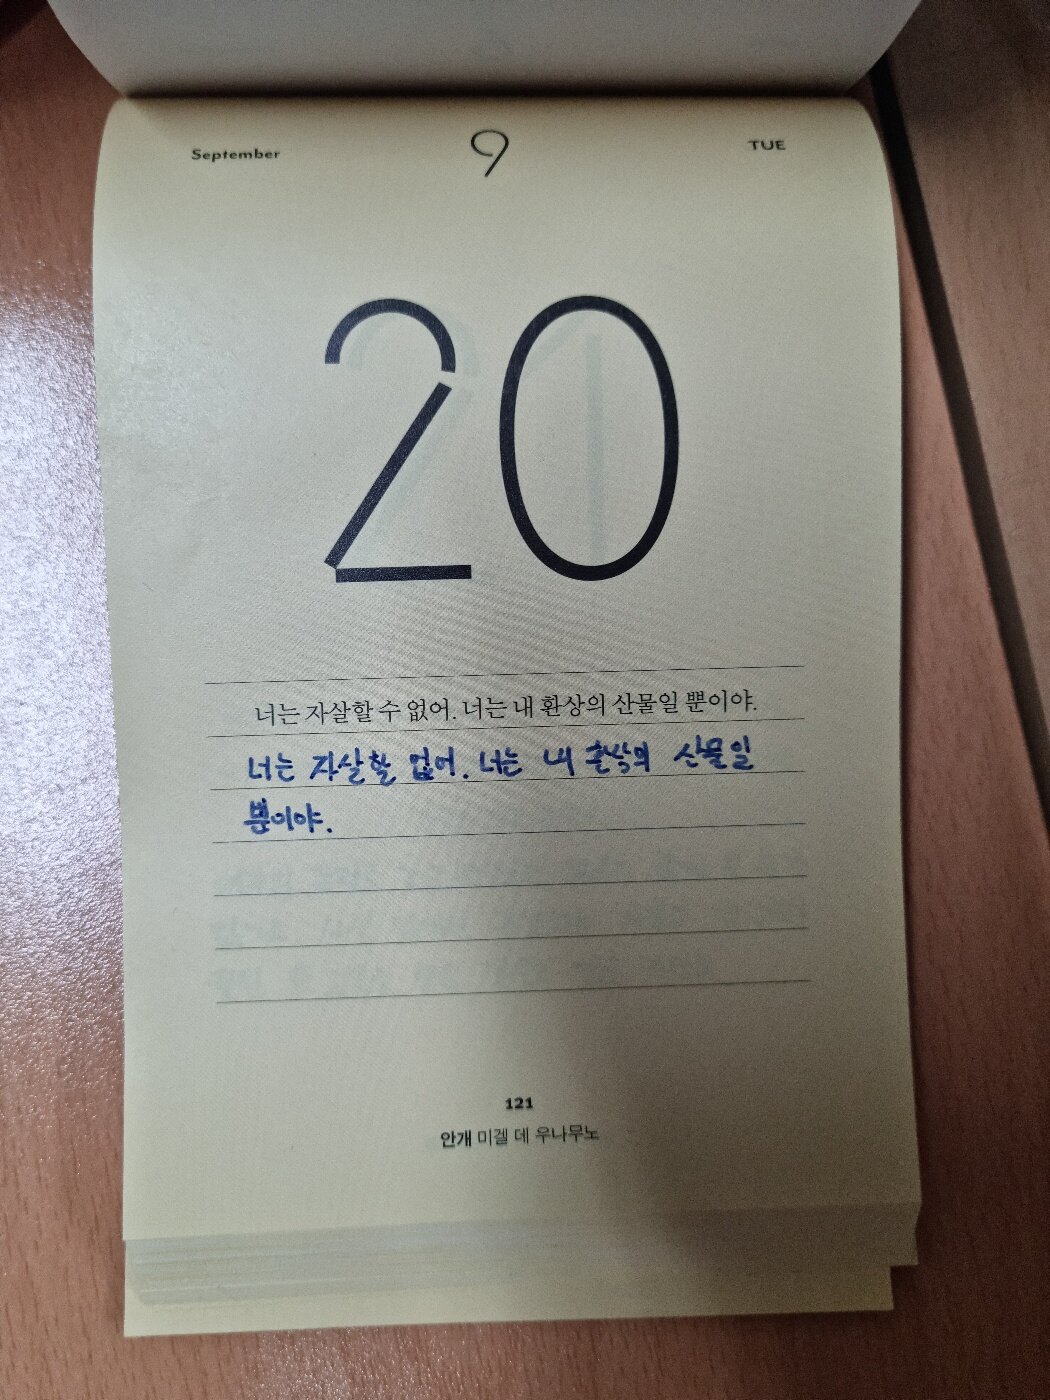 September 9 TUE
20
너는 자살할 수 없어. 너는 내 환상의 산물일 뿐이야.
너는 자살할 없어. 너는 내 환상의 산물일
뿐이야.
121
안개 미겔 데 우나무노